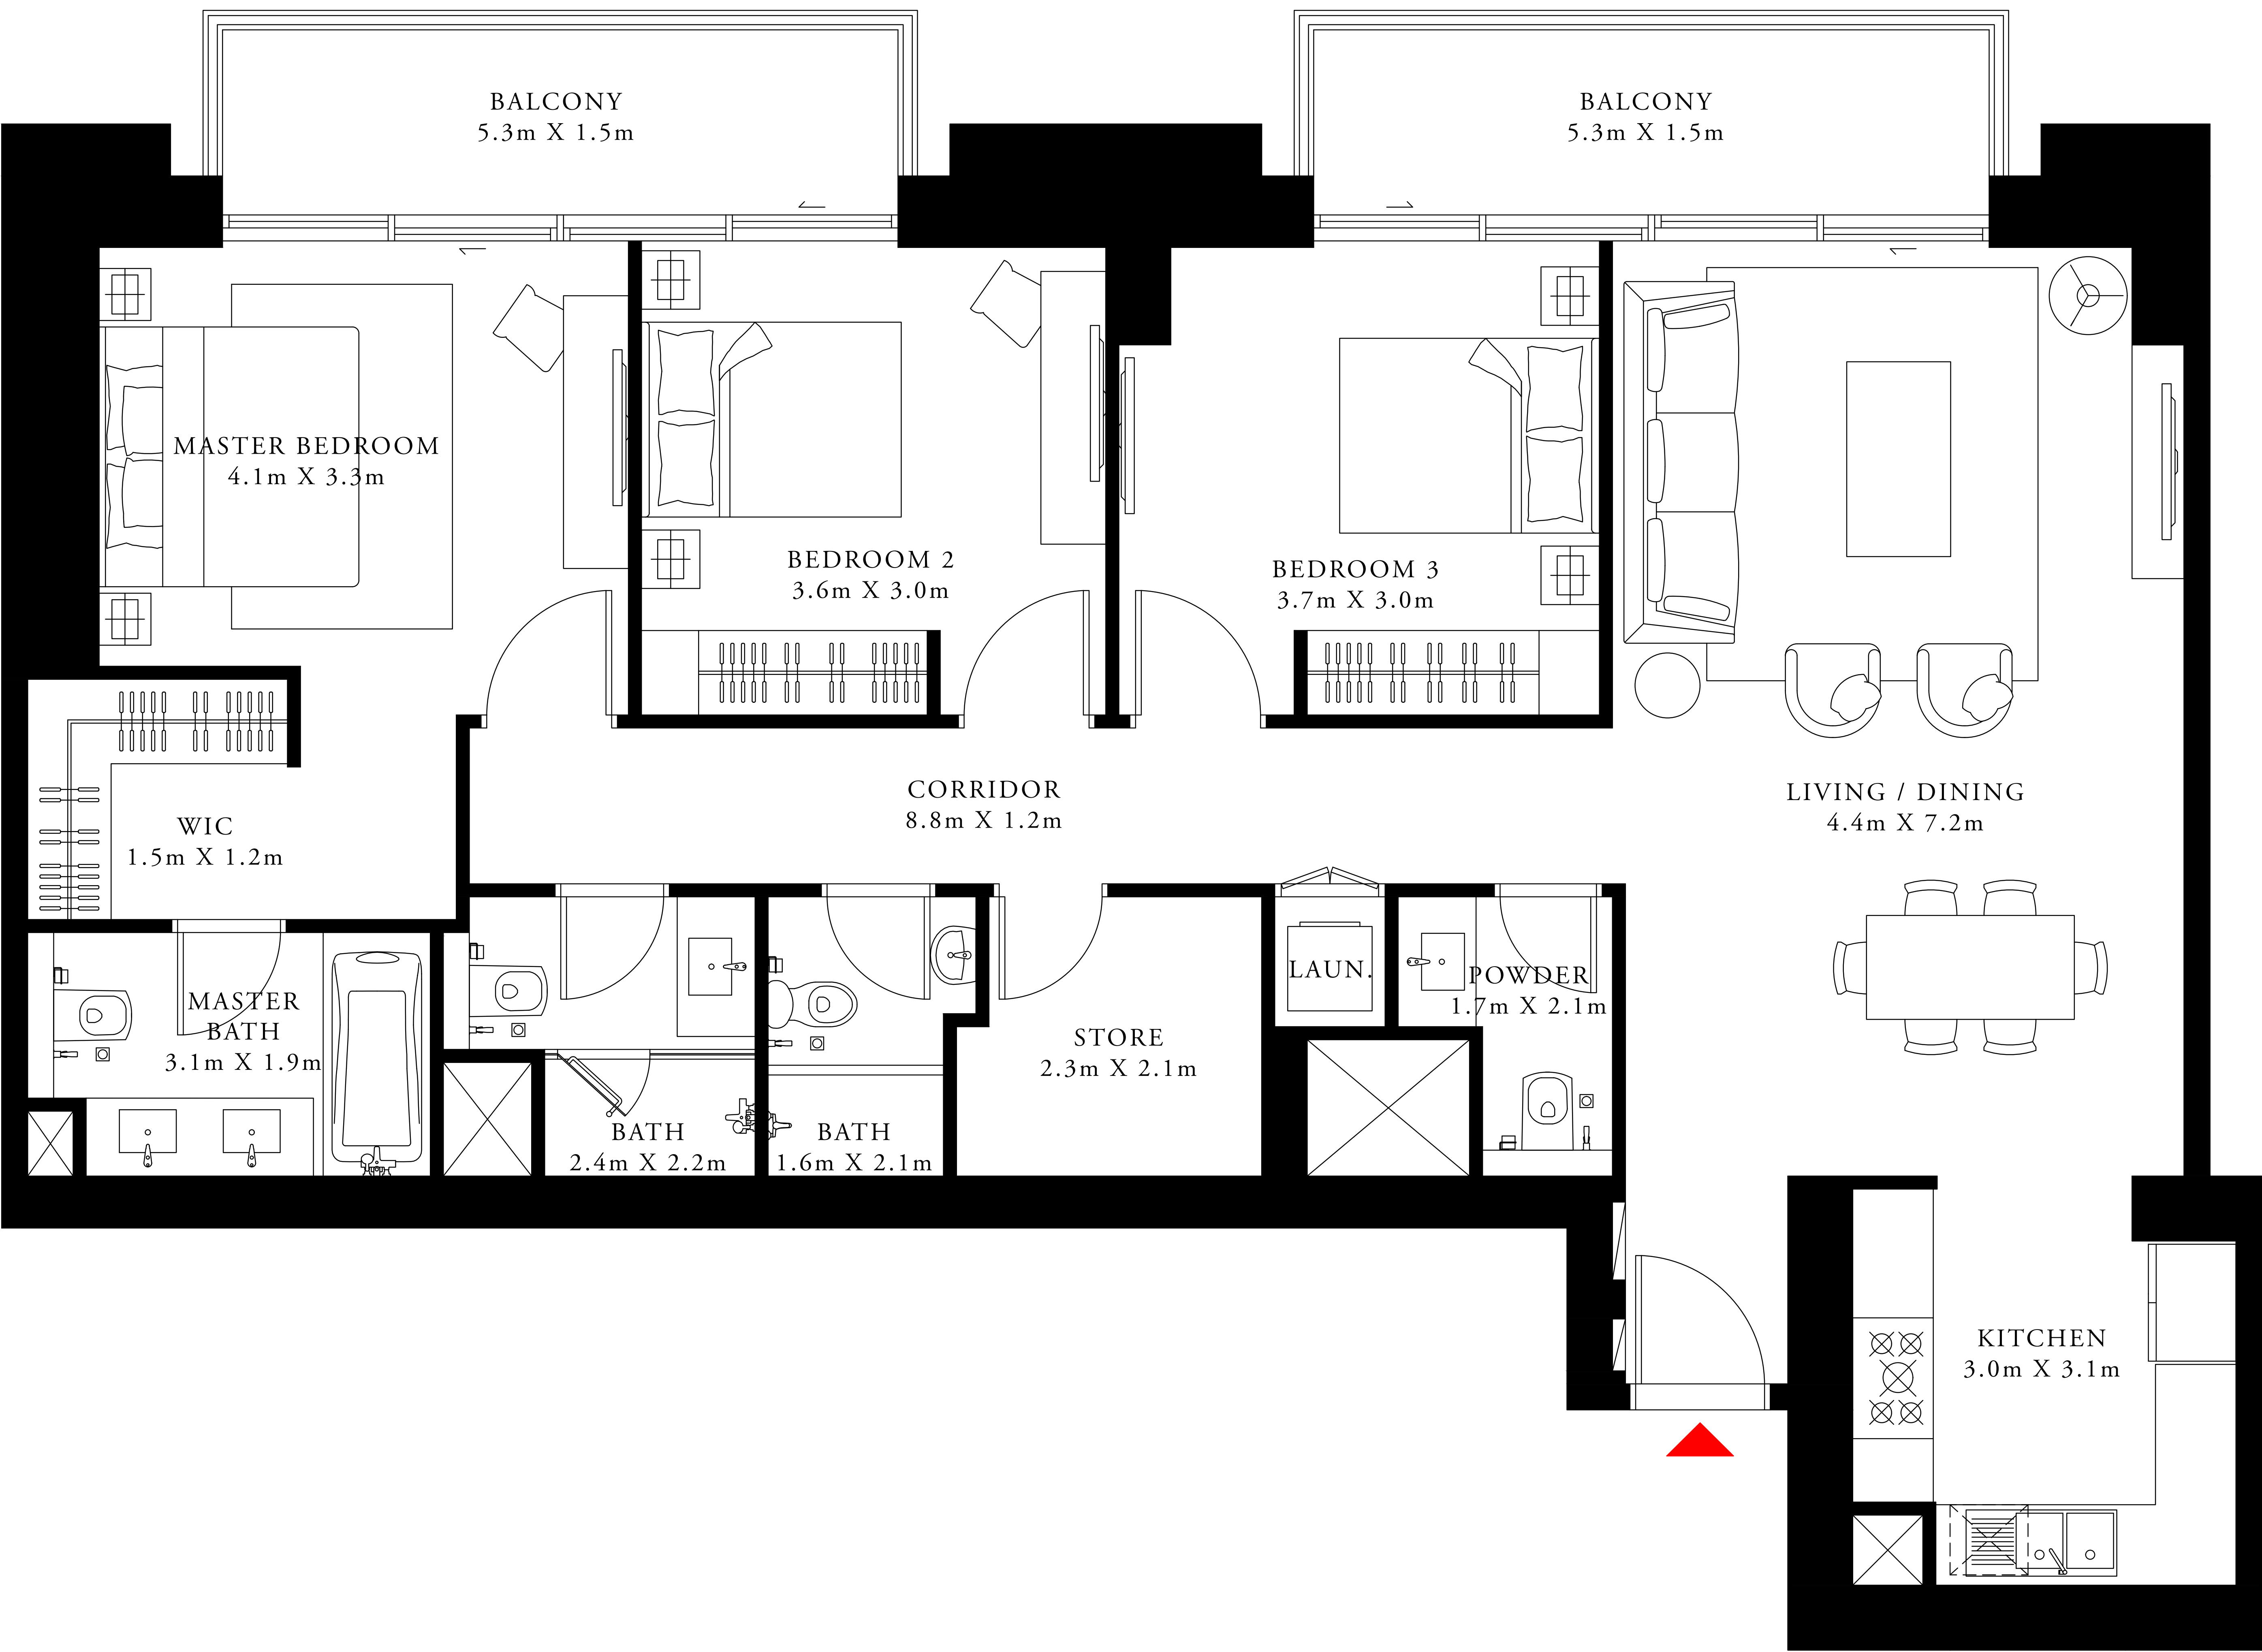 BALCONY
5.3m X 1.5m
BALCONY
5.3m X 1.5m
MASTER BEDROOM
4.1m X 3.3m
BEDROOM 2
3.6m X 3.0m
BEDROOM 3
3.7m X 3.0m
CORRIDOR
8.8m X 1.2m
LIVING / DINING
4.4m X 7.2m
WIC
1.5m X 1.2m
MASTER
BATH
3.1m X 1.9m
BATH
2.4m X 2.2m
BATH
1.6m X 2.1m
STORE
2.3m X 2.1m
LAUN.
POWDER
1.7m X 2.1m
KITCHEN
3.0m X 3.1m